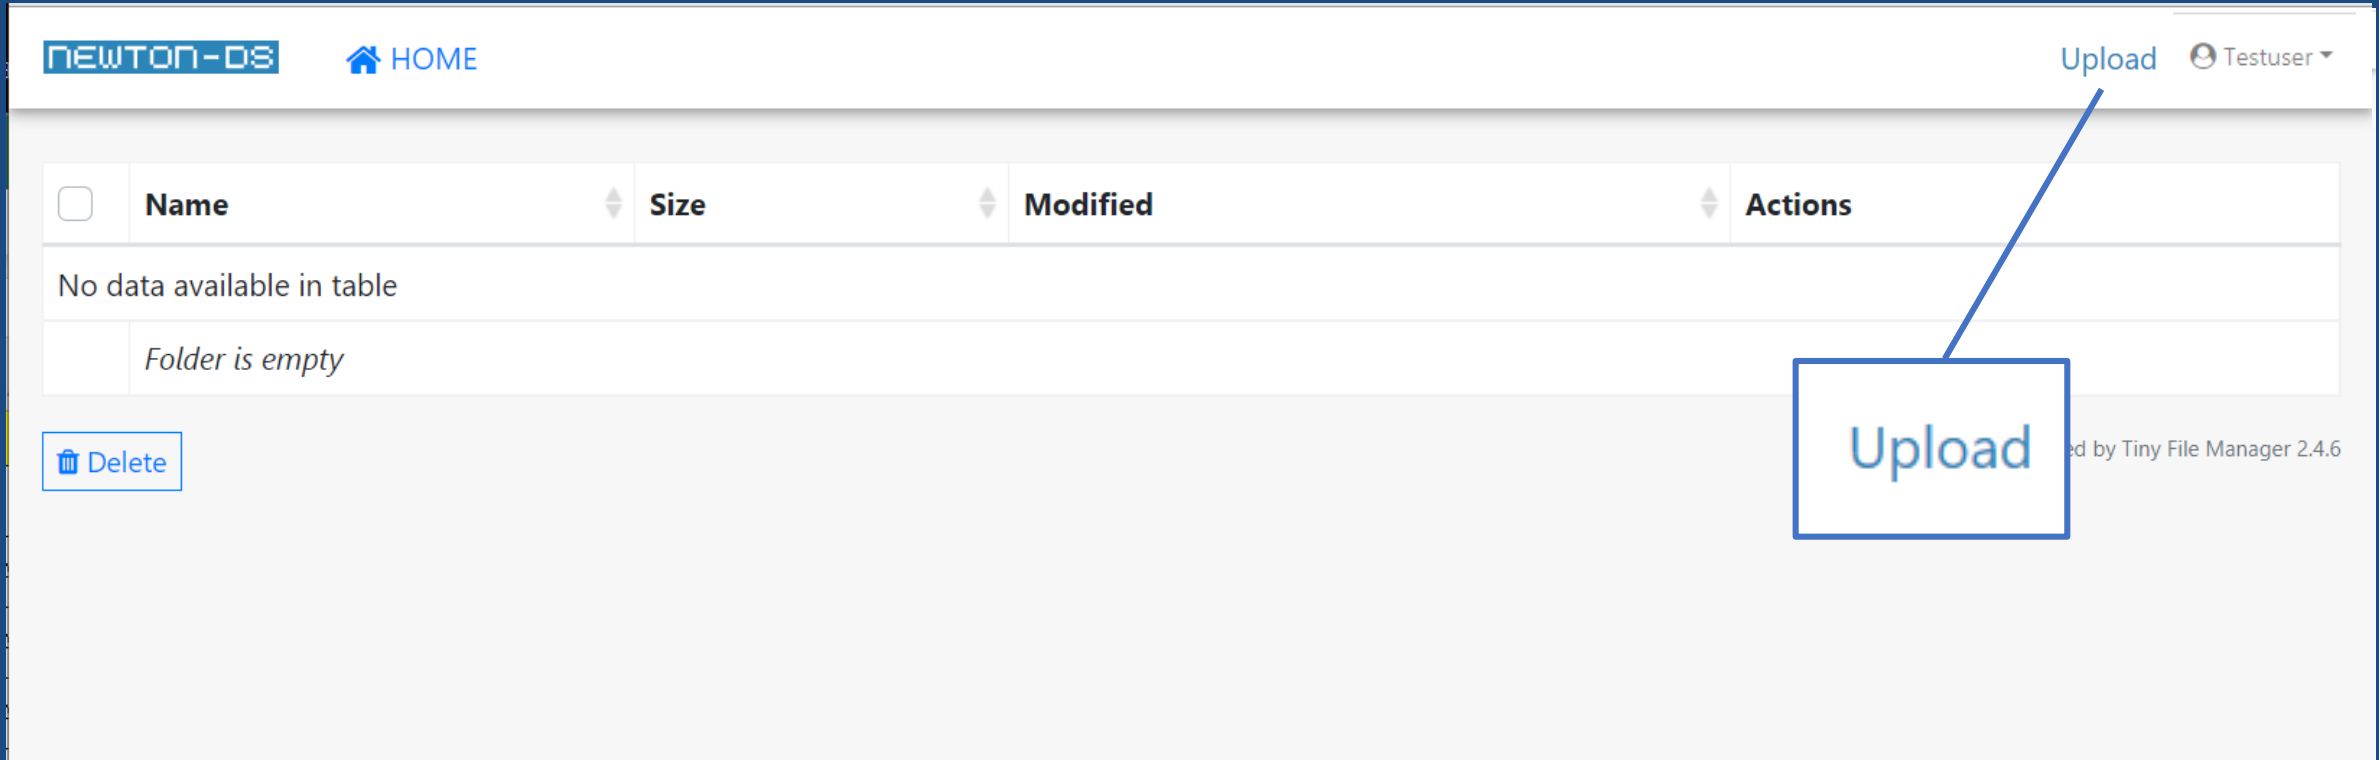 NEWTON-DS HOME Upload Testuser
Name Size Modified Actions
No data available in table
Folder is empty
Delete
Upload
by Tiny File Manager 2.4.6